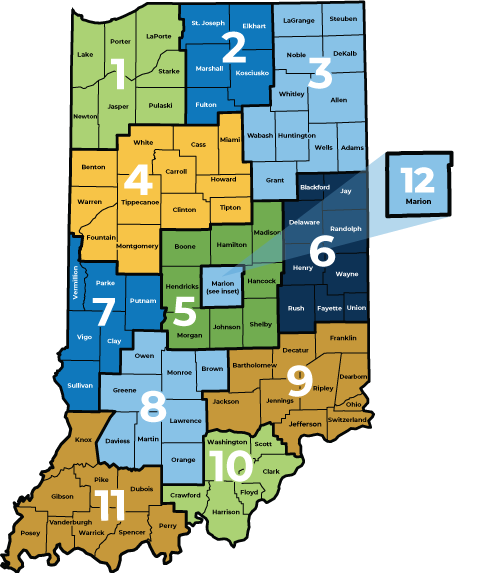 St. Joseph
Elkhart
LaGrange
Steuben
Lake
Porter
LaPorte
2
Noble
DeKalb
Marshall
Kosciusko
3
1
Starke
Whitley
Allen
Newton
Jasper
Pulaski
Fulton
White
Cass
Miami
Wabash
Huntington
Wells
Adams
Benton
4
Carroll
Howard
Grant
Blackford
Jay
12
Marion
Warren
Tippecanoe
Clinton
Tipton
Delaware
Randolph
Fountain
Montgomery
Boone
Hamilton
Madison
6
Vermillion
Parke
Putnam
Hendricks
Marion
(see inset)
Hancock
Henry
Wayne
7
5
Rush
Fayette
Union
Vigo
Clay
Morgan
Johnson
Shelby
Owen
Monroe
Brown
Bartholomew
Decatur
Franklin
Sullivan
Greene
8
9
Ripley
Dearborn
Jackson
Jennings
Ohio
Lawrence
Jefferson
Switzerland
Knox
Daviess
Martin
Washington
Scott
Orange
10
Clark
Gibson
Pike
Dubois
Crawford
Floyd
11
Harrison
Posey
Vanderburgh
Warrick
Spencer
Perry